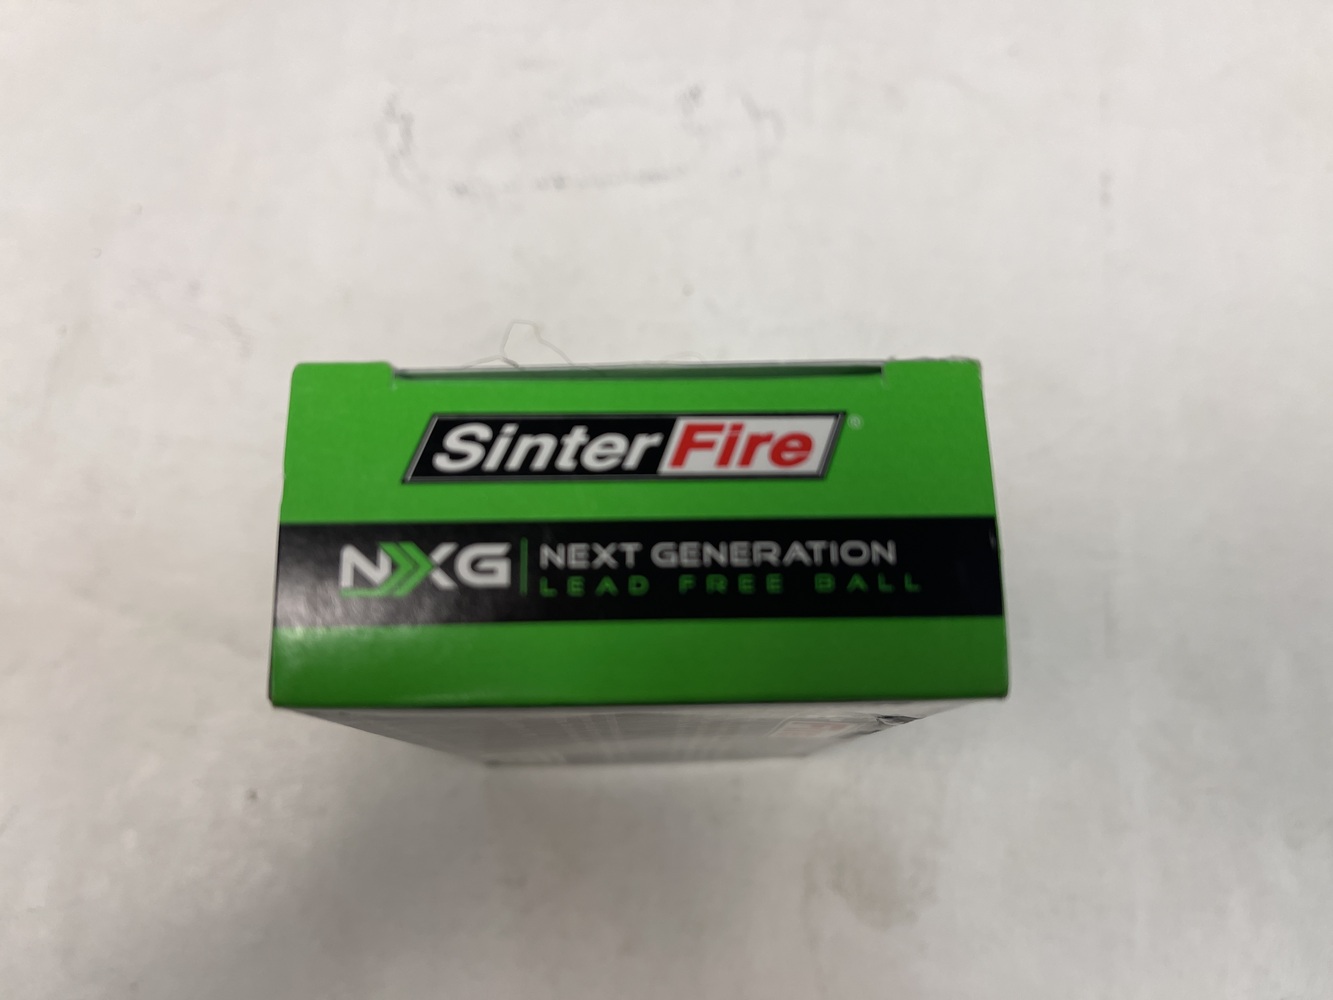 SinterFire®
NXG NEXT GENERATION
LEAD FREE BALL